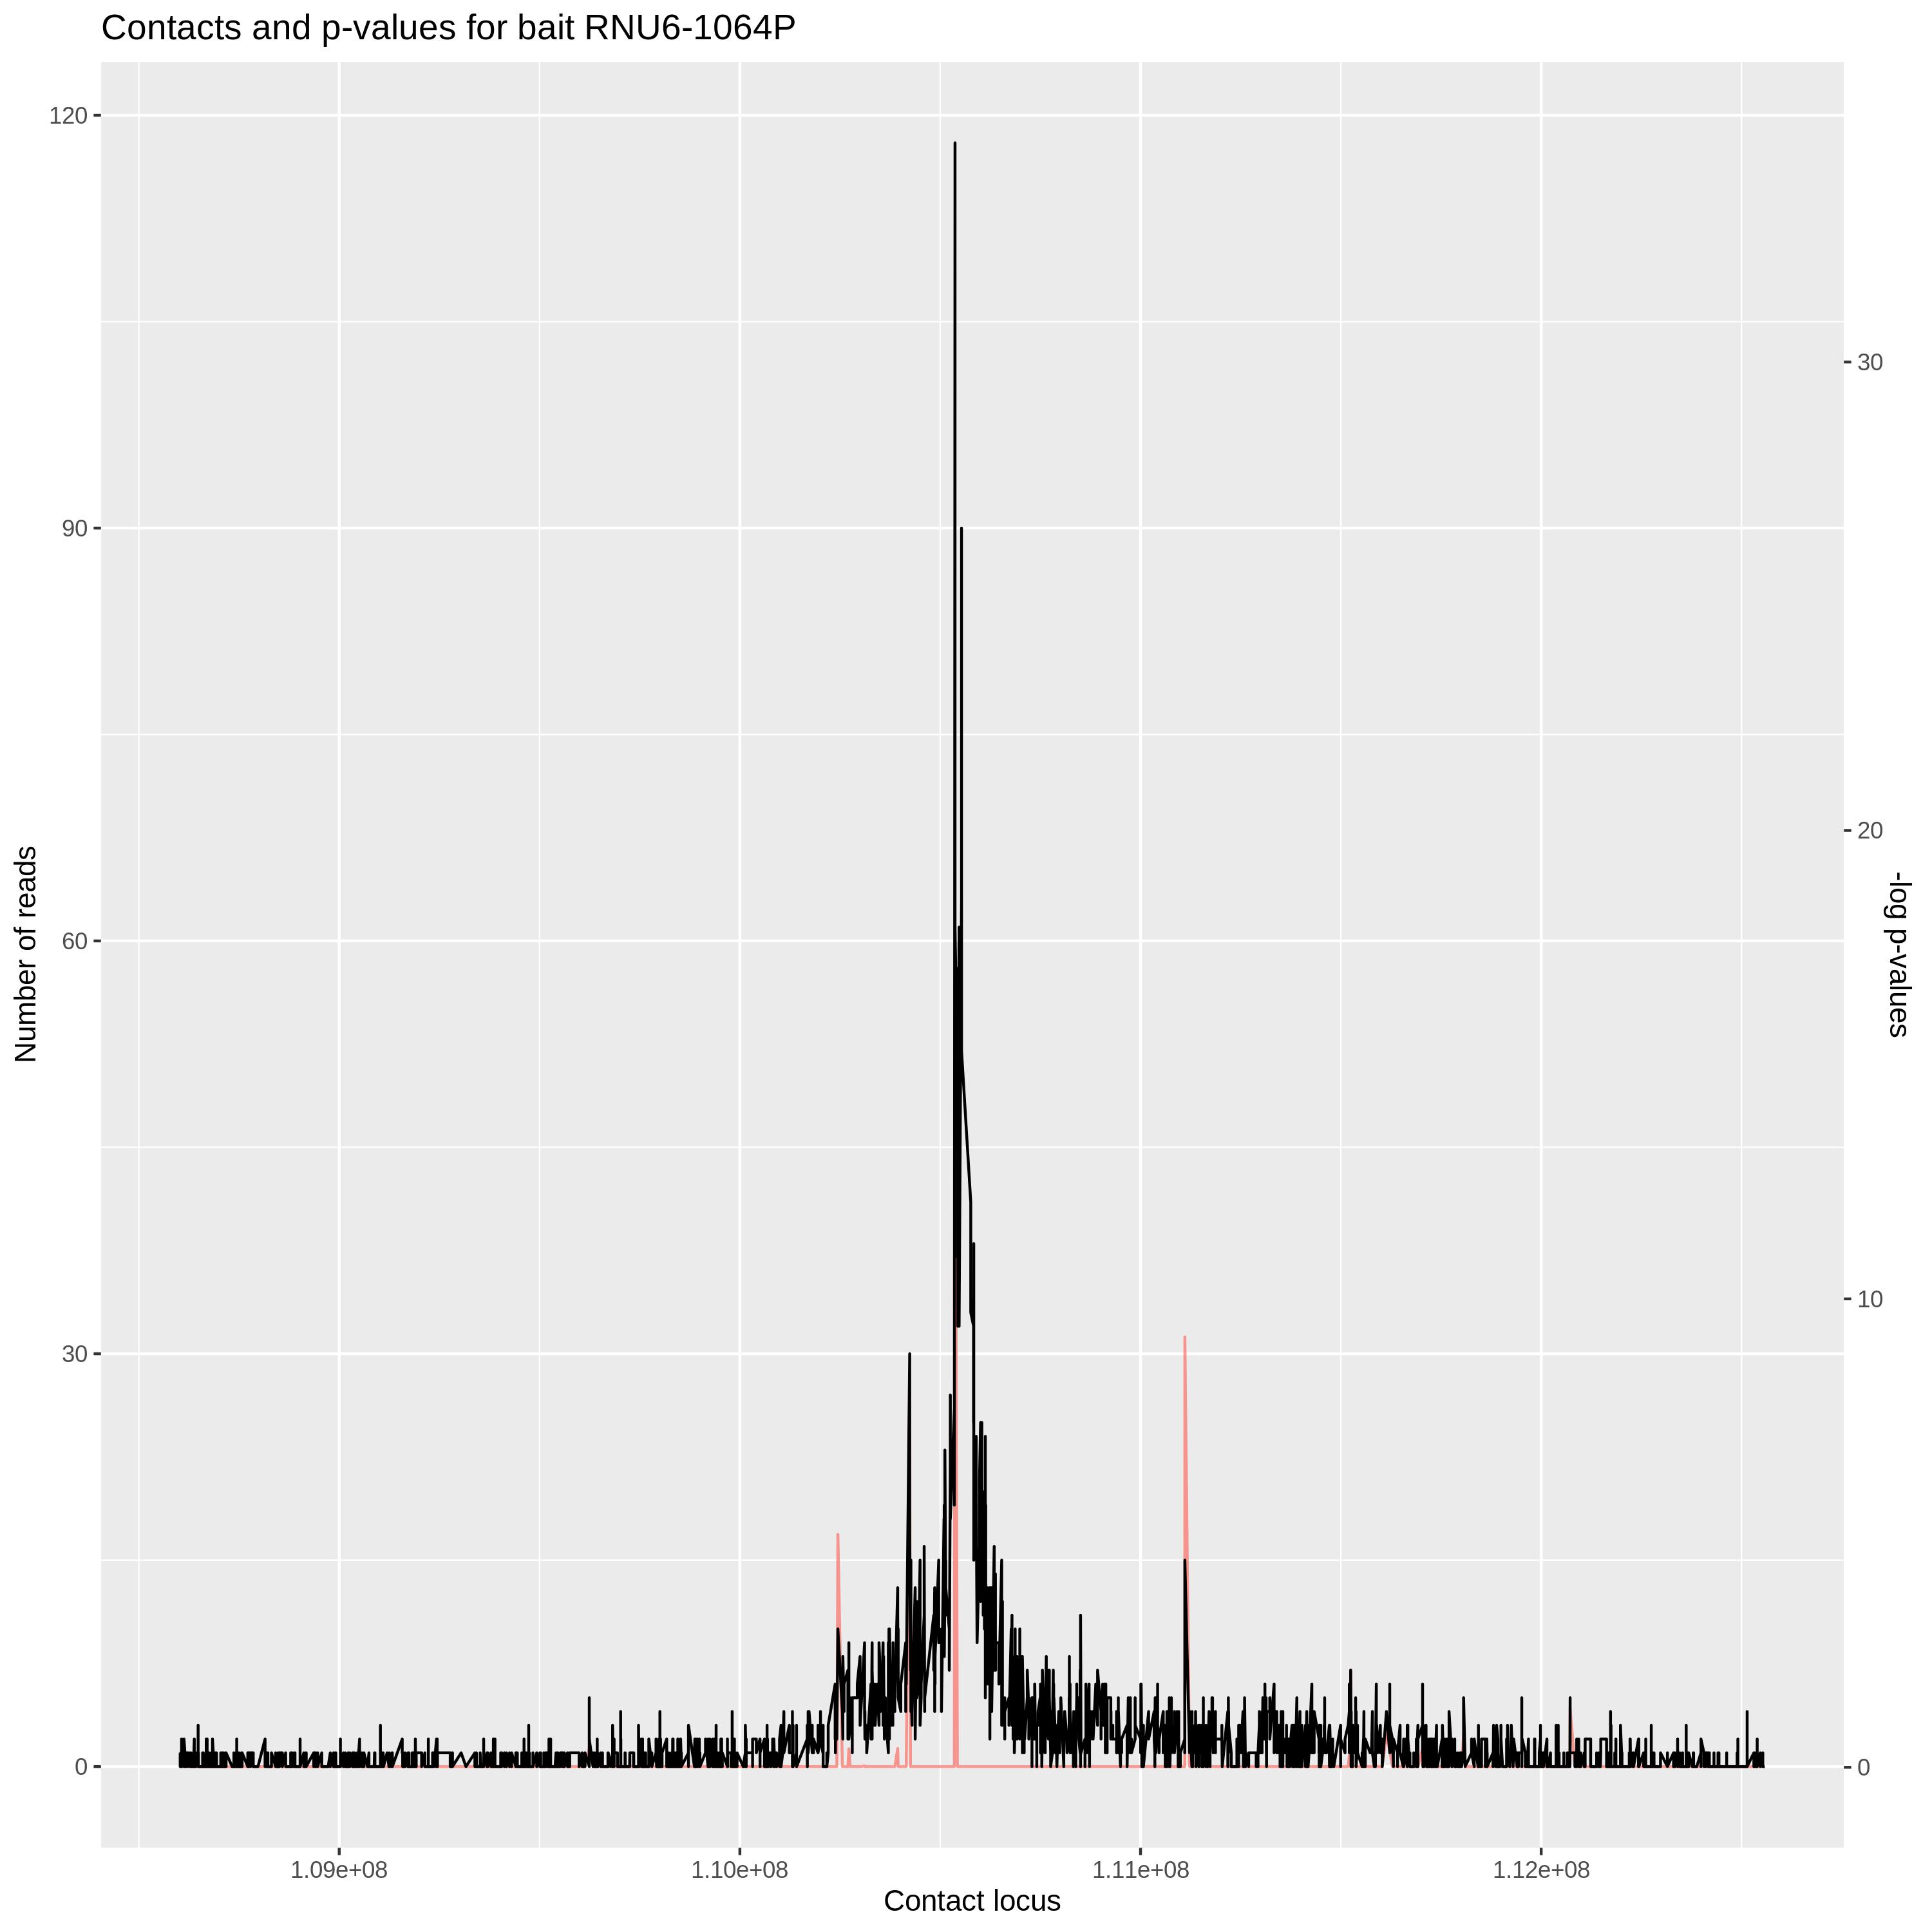 Contacts and p-values for bait RNU6-1064P
120
90
60
30
0
Number of reads
30
20
10
0
-log p-values
1.09e+08
1.10e+08
1.11e+08
1.12e+08
Contact locus